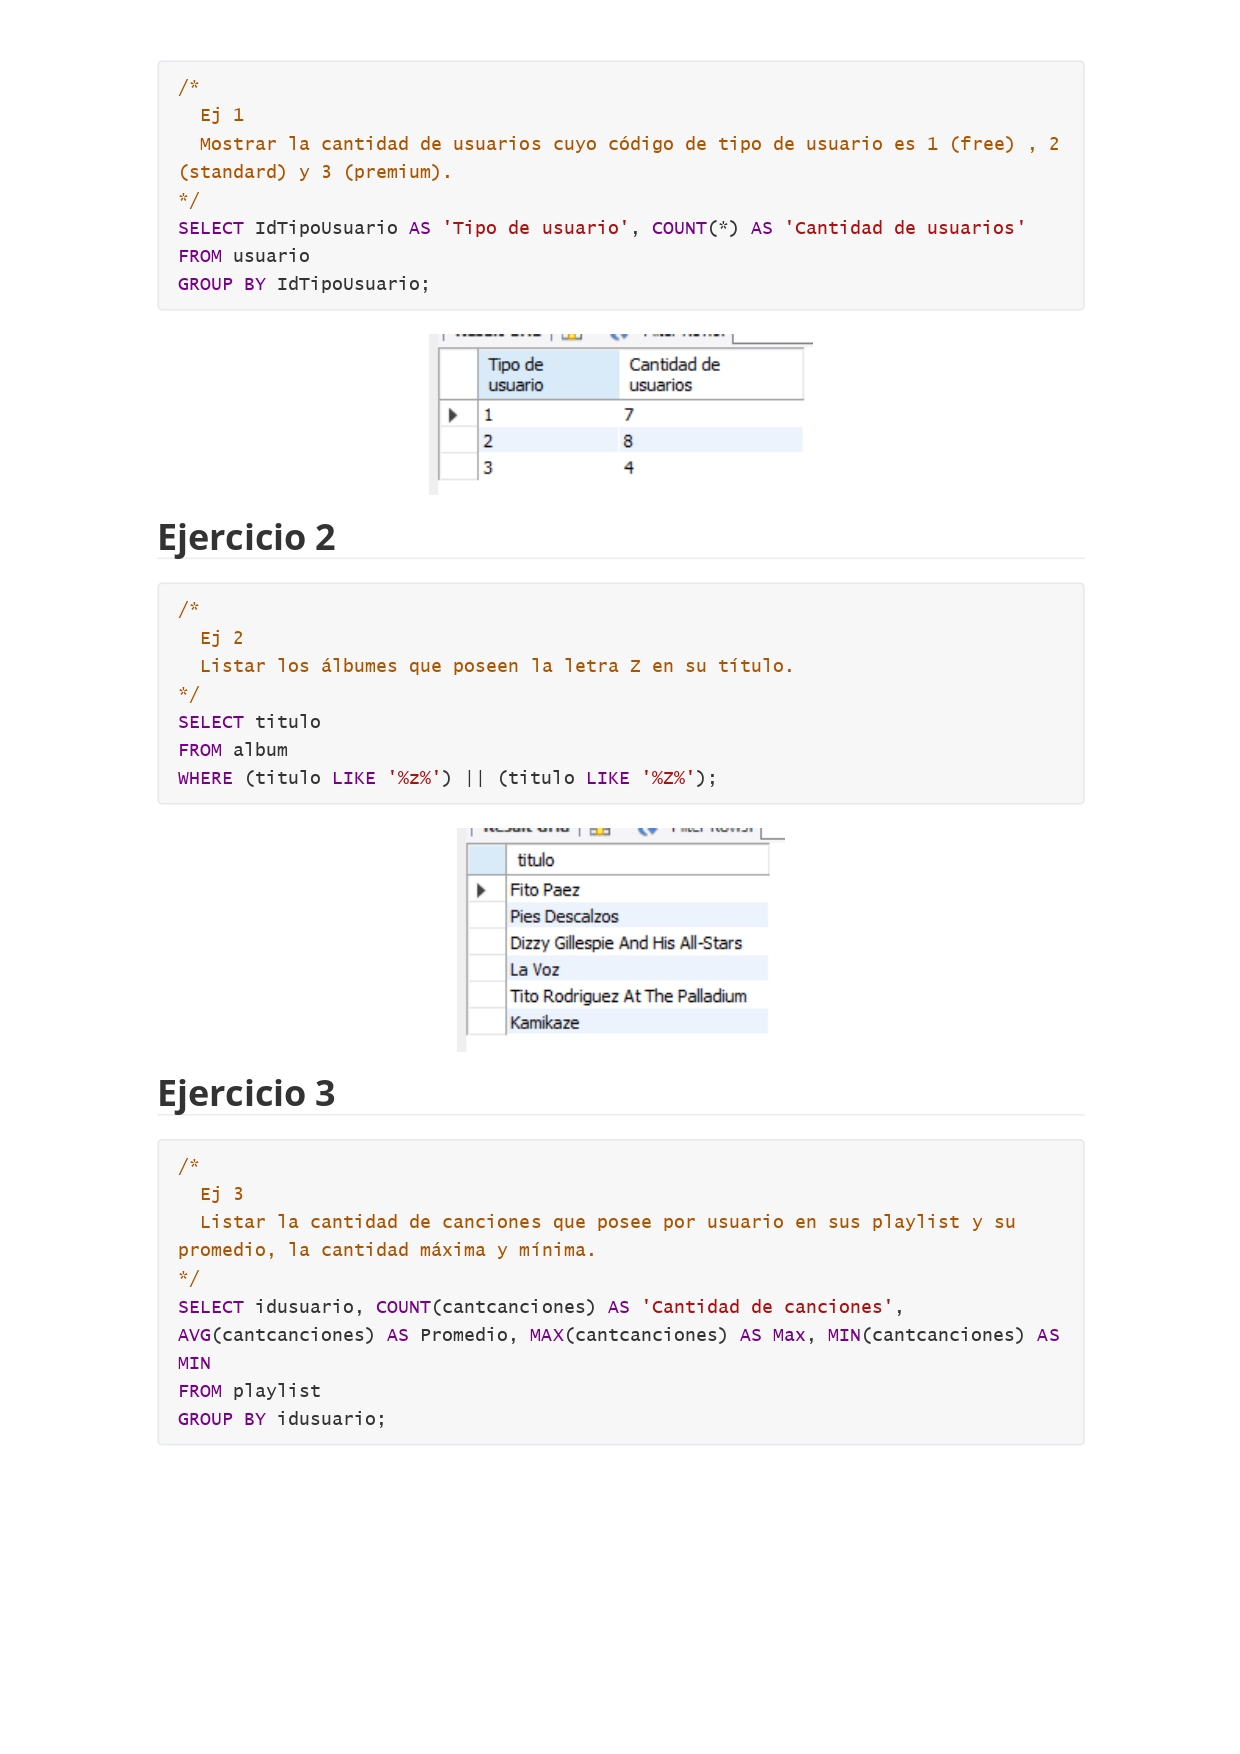 /*
  Ej 1
  Mostrar la cantidad de usuarios cuyo código de tipo de usuario es 1 (free) , 2
(standard) y 3 (premium).
*/
SELECT IdTipoUsuario AS 'Tipo de usuario', COUNT(*) AS 'Cantidad de usuarios'
FROM usuario
GROUP BY IdTipoUsuario;
Tipo de usuario Cantidad de usuarios
1 7
2 8
3 4
Ejercicio 2
/*
  Ej 2
  Listar los álbumes que poseen la letra Z en su título.
*/
SELECT titulo
FROM album
WHERE (titulo LIKE '%z%') || (titulo LIKE '%Z%');
titulo
Fito Paez
Pies Descalzos
Dizzy Gillespie And His All-Stars
La Voz
Tito Rodriguez At The Palladium
Kamikaze
Ejercicio 3
/*
  Ej 3
  Listar la cantidad de canciones que posee por usuario en sus playlist y su
promedio, la cantidad máxima y mínima.
*/
SELECT idusuario, COUNT(cantcanciones) AS 'Cantidad de canciones',
AVG(cantcanciones) AS Promedio, MAX(cantcanciones) AS Max, MIN(cantcanciones) AS
MIN
FROM playlist
GROUP BY idusuario;